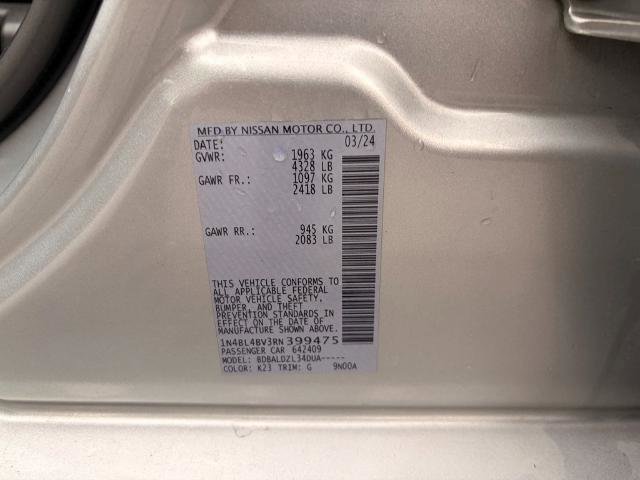 MFD BY NISSAN MOTOR CO., LTD.
DATE: 03/24
GVWR: 1963 KG
4328 LB
GAWR FR.: 1097 KG
2418 LB
GAWR RR.: 945 KG
2083 LB
THIS VEHICLE CONFORMS TO
ALL APPLICABLE FEDERAL
MOTOR VEHICLE SAFETY,
BUMPER, AND THEFT
PREVENTION STANDARDS IN
EFFECT ON THE DATE OF
MANUFACTURE SHOWN ABOVE.
1N4BL4BV3RN399475
PASSENGER CAR 642409
MODEL: BDBALDZL34DUA-----
COLOR: K23 TRIM: G 9N00A